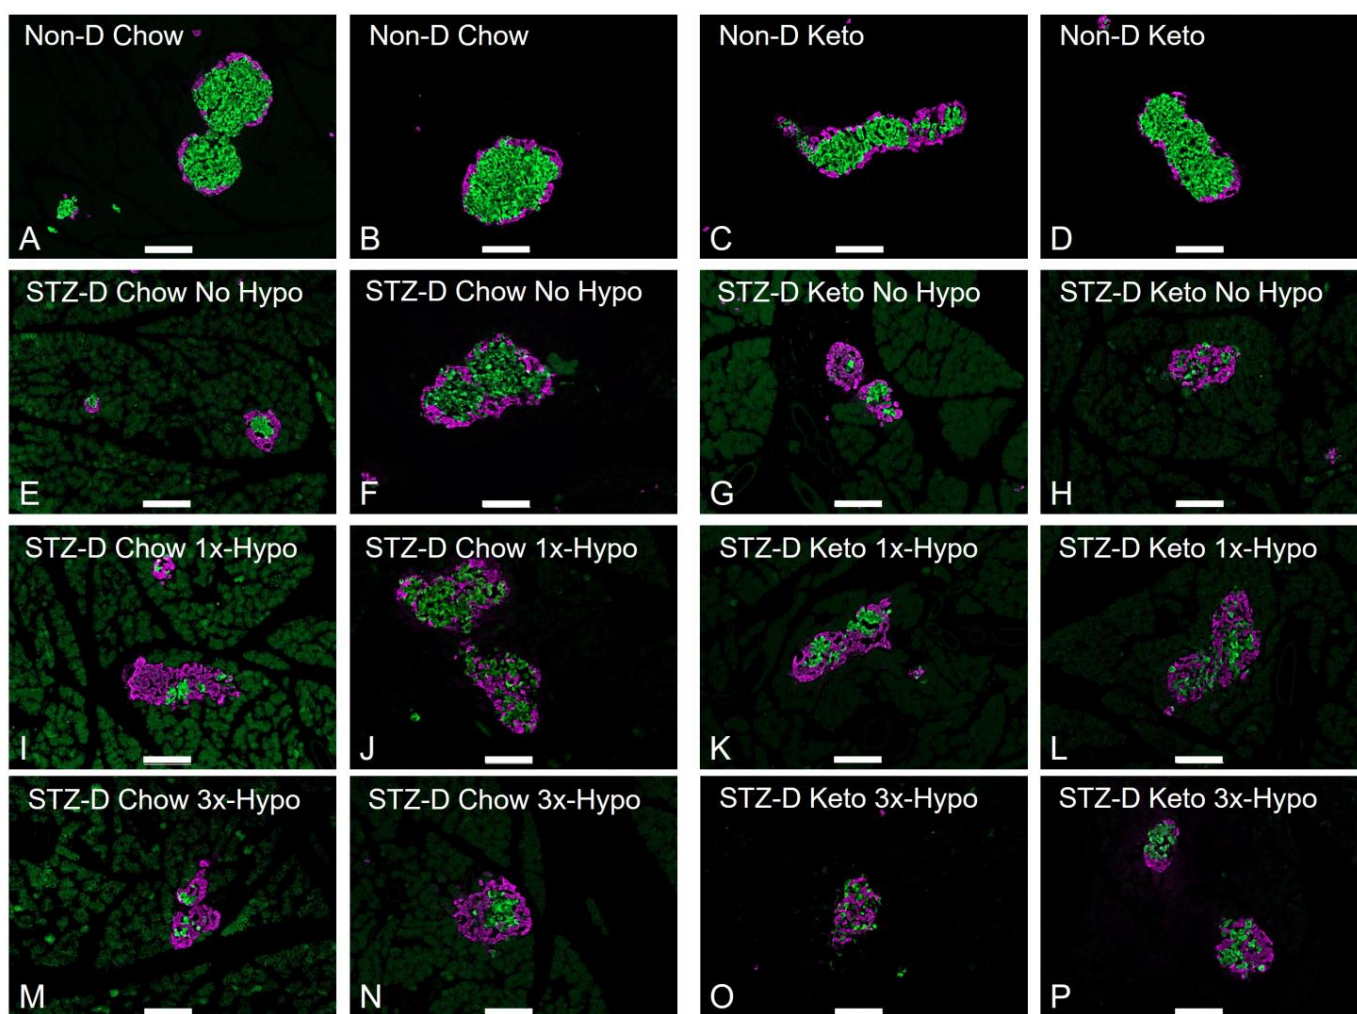 Non-D Chow
A
Non-D Chow
B
Non-D Keto
C
Non-D Keto
D
STZ-D Chow No Hypo
E
STZ-D Chow No Hypo
F
STZ-D Keto No Hypo
G
STZ-D Keto No Hypo
H
STZ-D Chow 1x-Hypo
I
STZ-D Chow 1x-Hypo
J
STZ-D Keto 1x-Hypo
K
STZ-D Keto 1x-Hypo
L
STZ-D Chow 3x-Hypo
M
STZ-D Chow 3x-Hypo
N
STZ-D Keto 3x-Hypo
O
STZ-D Keto 3x-Hypo
P